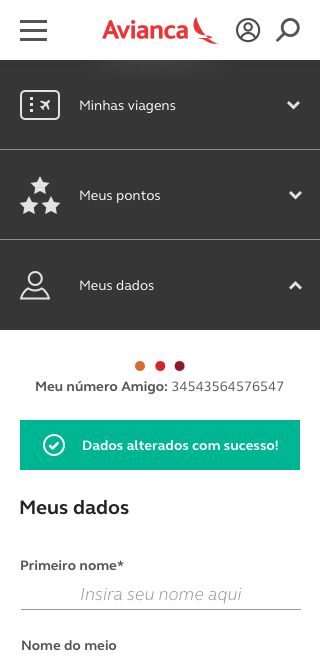 Avianca
Minhas viagens
Meus pontos
Meus dados
Meu número Amigo: 34543564576547
Dados alterados com sucesso!
Meus dados
Primeiro nome*
Insira seu nome aqui
Nome do meio